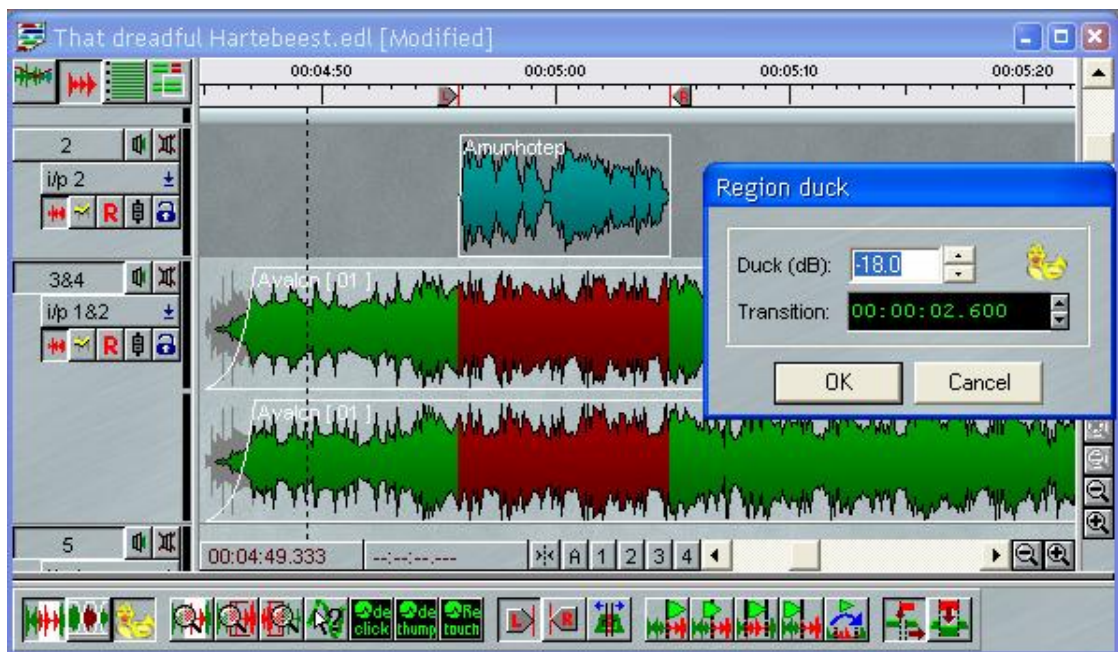 That dreadful Hartebeest.edl [Modified]
00:04:50 00:05:00 00:05:10 00:05:20
L R
2
Amunhotep
i/p 2
R
Region duck
Duck (dB): -18.0
Transition: 00:00:02.600
OK Cancel
3&4
Avalon [ 01 ]
i/p 1&2
R
Avalon [ 01 ]
5
00:04:49.333 --:--:--.--- A 1 2 3 4
de click
de thump
Re touch
L R